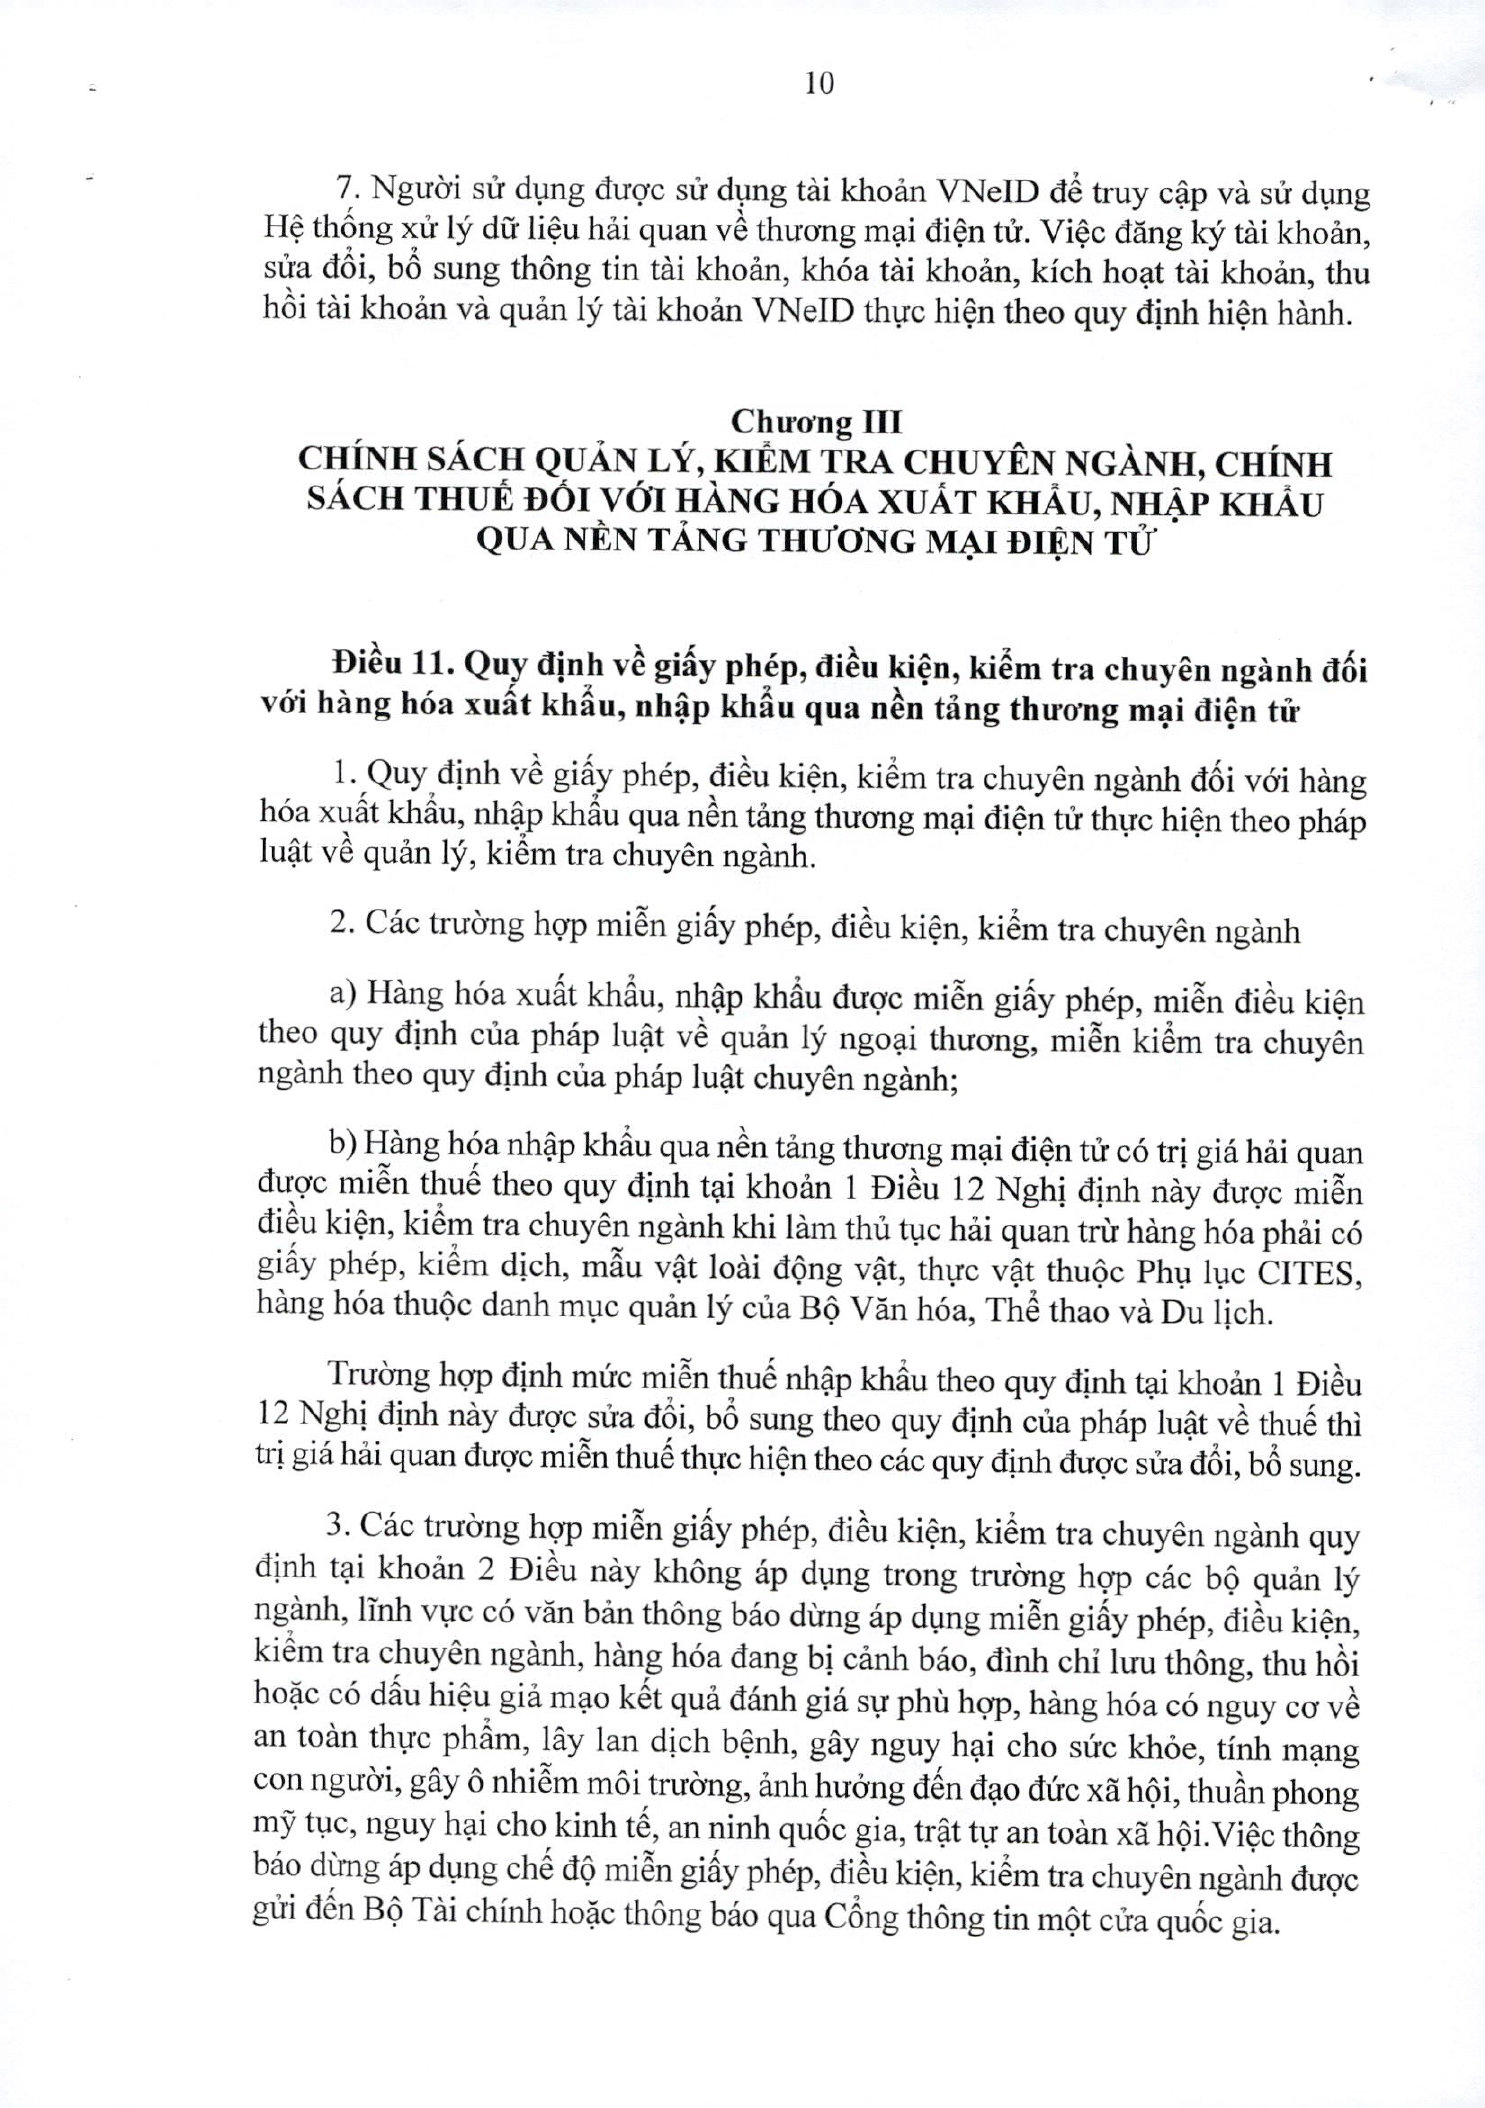 10
7. Người sử dụng được sử dụng tài khoản VNeID để truy cập và sử dụng
Hệ thống xử lý dữ liệu hải quan về thương mại điện tử. Việc đăng ký tài khoản,
sửa đổi, bổ sung thông tin tài khoản, khóa tài khoản, kích hoạt tài khoản, thu
hồi tài khoản và quản lý tài khoản VNeID thực hiện theo quy định hiện hành.
Chương III
CHÍNH SÁCH QUẢN LÝ, KIỂM TRA CHUYÊN NGÀNH, CHÍNH
SÁCH THUẾ ĐỐI VỚI HÀNG HÓA XUẤT KHẨU, NHẬP KHẨU
QUA NỀN TẢNG THƯƠNG MẠI ĐIỆN TỬ
Điều 11. Quy định về giấy phép, điều kiện, kiểm tra chuyên ngành đối
với hàng hóa xuất khẩu, nhập khẩu qua nền tảng thương mại điện tử
1. Quy định về giấy phép, điều kiện, kiểm tra chuyên ngành đối với hàng
hóa xuất khẩu, nhập khẩu qua nền tảng thương mại điện tử thực hiện theo pháp
luật về quản lý, kiểm tra chuyên ngành.
2. Các trường hợp miễn giấy phép, điều kiện, kiểm tra chuyên ngành
a) Hàng hóa xuất khẩu, nhập khẩu được miễn giấy phép, miễn điều kiện
theo quy định của pháp luật về quản lý ngoại thương, miễn kiểm tra chuyên
ngành theo quy định của pháp luật chuyên ngành;
b) Hàng hóa nhập khẩu qua nền tảng thương mại điện tử có trị giá hải quan
được miễn thuế theo quy định tại khoản 1 Điều 12 Nghị định này được miễn
điều kiện, kiểm tra chuyên ngành khi làm thủ tục hải quan trừ hàng hóa phải có
giấy phép, kiểm dịch, mẫu vật loài động vật, thực vật thuộc Phụ lục CITES,
hàng hóa thuộc danh mục quản lý của Bộ Văn hóa, Thể thao và Du lịch.
Trường hợp định mức miễn thuế nhập khẩu theo quy định tại khoản 1 Điều
12 Nghị định này được sửa đổi, bổ sung theo quy định của pháp luật về thuế thì
trị giá hải quan được miễn thuế thực hiện theo các quy định được sửa đổi, bổ sung.
3. Các trường hợp miễn giấy phép, điều kiện, kiểm tra chuyên ngành quy
định tại khoản 2 Điều này không áp dụng trong trường hợp các bộ quản lý
ngành, lĩnh vực có văn bản thông báo dừng áp dụng miễn giấy phép, điều kiện,
kiểm tra chuyên ngành, hàng hóa đang bị cảnh báo, đình chỉ lưu thông, thu hồi
hoặc có dấu hiệu giả mạo kết quả đánh giá sự phù hợp, hàng hóa có nguy cơ về
an toàn thực phẩm, lây lan dịch bệnh, gây nguy hại cho sức khỏe, tính mạng
con người, gây ô nhiễm môi trường, ảnh hưởng đến đạo đức xã hội, thuần phong
mỹ tục, nguy hại cho kinh tế, an ninh quốc gia, trật tự an toàn xã hội.Việc thông
báo dừng áp dụng chế độ miễn giấy phép, điều kiện, kiểm tra chuyên ngành được
gửi đến Bộ Tài chính hoặc thông báo qua Cổng thông tin một cửa quốc gia.